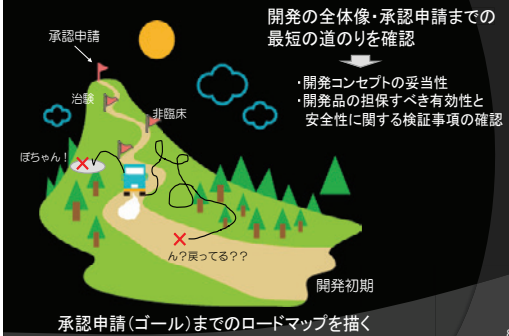 開発の全体像・承認申請までの
最短の道のりを確認
・開発コンセプトの妥当性
・開発品の担保すべき有効性と
安全性に関する検証事項の確認
承認申請
治験
非臨床
ぽちゃん！
ん？戻ってる？？
開発初期
承認申請(ゴール)までのロードマップを描く